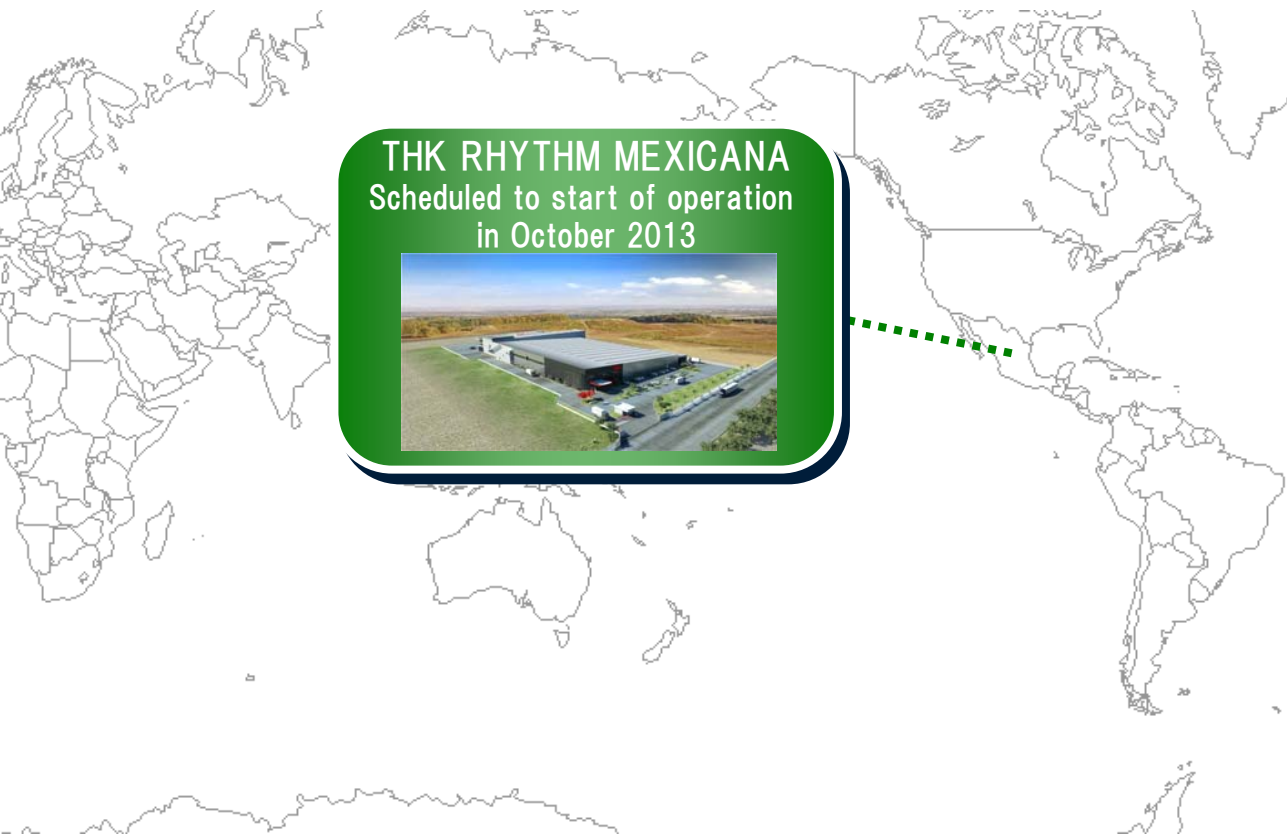 THK RHYTHM MEXICANA
Scheduled to start of operation
in October 2013